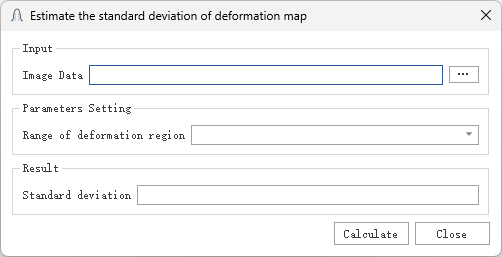 Estimate the standard deviation of deformation map
Input
Image Data
...
Parameters Setting
Range of deformation region
Result
Standard deviation
Calculate Close